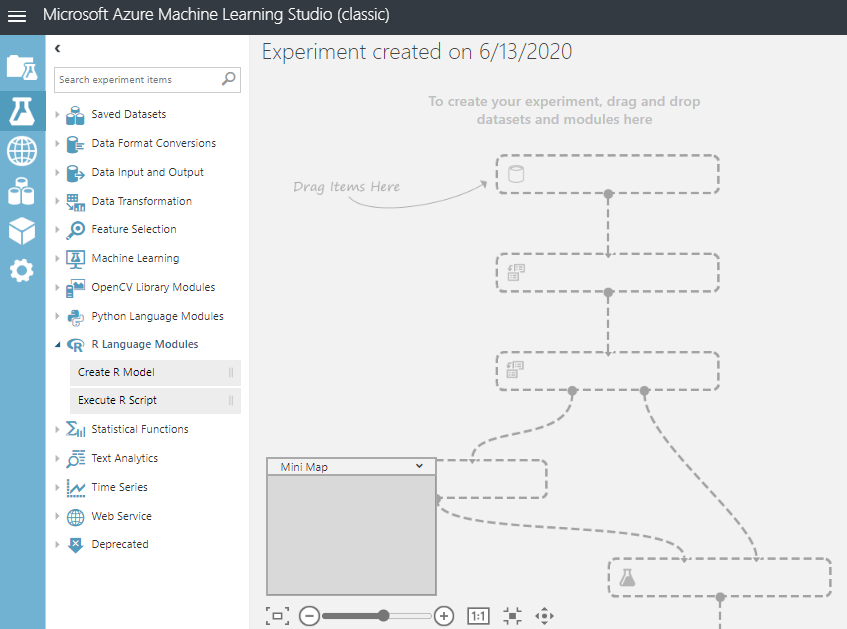 Microsoft Azure Machine Learning Studio (classic)
Experiment created on 6/13/2020
Search experiment items
Saved Datasets
Data Format Conversions
Data Input and Output
Data Transformation
Feature Selection
Machine Learning
OpenCV Library Modules
Python Language Modules
R Language Modules
Create R Model
Execute R Script
Statistical Functions
Text Analytics
Time Series
Web Service
Deprecated
To create your experiment, drag and drop
datasets and modules here
Drag Items Here
Mini Map
1:1